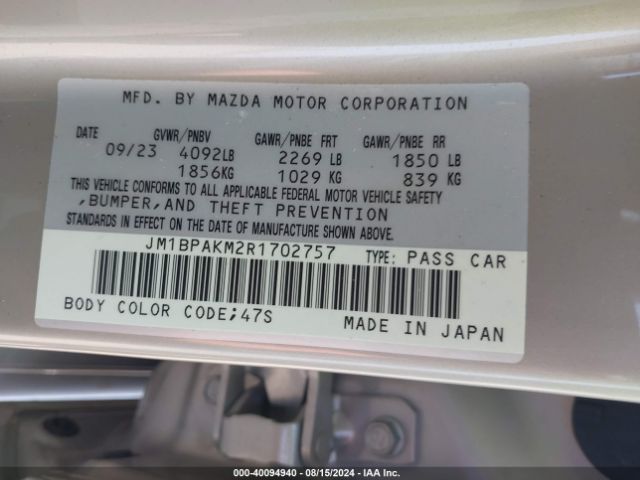 MFD. BY MAZDA MOTOR CORPORATION
DATE GVWR/PNBV GAWR/PNBE FRT GAWR/PNBE RR
09/23 4092LB 2269 LB 1850 LB
1856KG 1029 KG 839 KG
THIS VEHICLE CONFORMS TO ALL APPLICABLE FEDERAL MOTOR VEHICLE SAFETY
,BUMPER,AND THEFT PREVENTION
STANDARDS IN EFFECT ON THE DATE OF MANUFACTURE SHOWN ABOVE.
JM1BPAKM2R1702757 TYPE: PASS CAR
BODY COLOR CODE;47S
MADE IN JAPAN
000-40094940 - 08/15/2024 - IAA Inc.